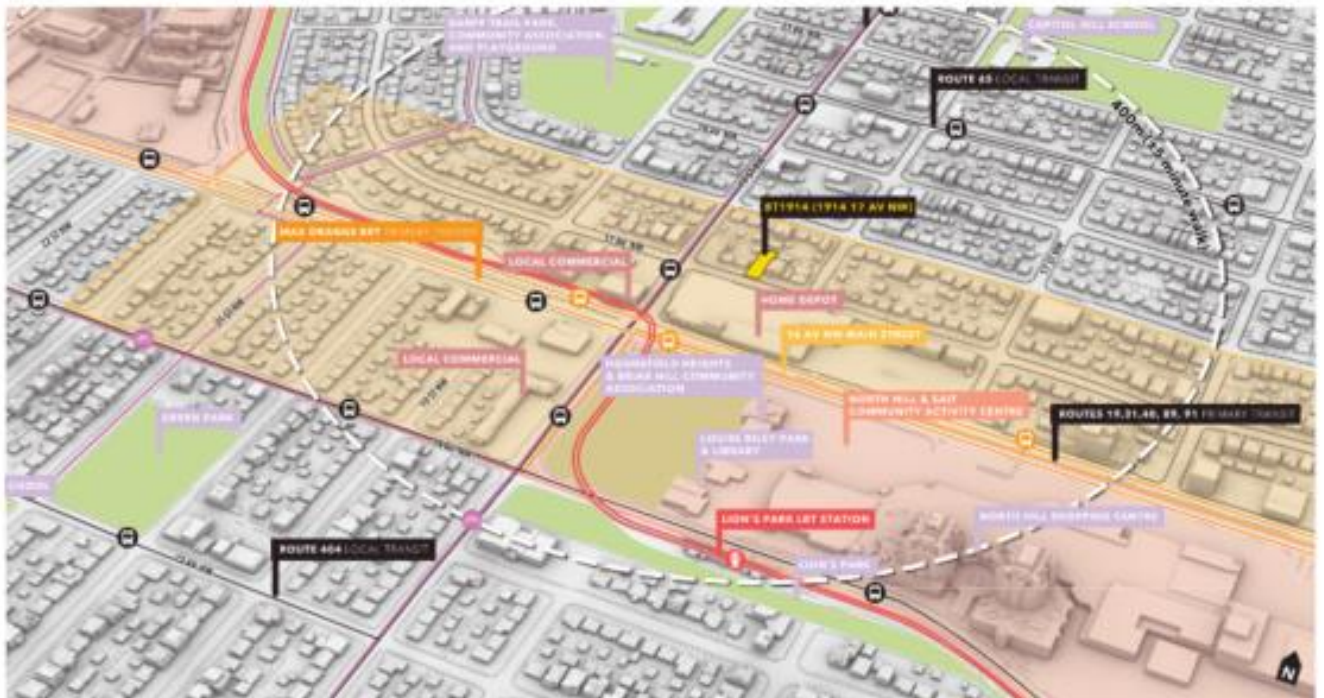 BANFF TRAIL PARK,
COMMUNITY ASSOCIATION,
AND PLAYGROUND
CAPITOL HILL SCHOOL
ROUTE 65 LOCAL TRANSIT
400m (±5 minute walk)
BT1914 (1914 17 AV NW)
MAX ORANGE BRT PRIMARY TRANSIT
17 AV NW
LOCAL COMMERCIAL
HOME DEPOT
16 AV NW MAIN STREET
LOCAL COMMERCIAL
HOUNSFIELD HEIGHTS
& BRIAR HILL COMMUNITY
ASSOCIATION
NORTH HILL & SAIT
COMMUNITY ACTIVITY CENTRE
ROUTES 19,31,40, 89, 91 PRIMARY TRANSIT
GREEN PARK
LOUISE RILEY PARK
& LIBRARY
SCHOOL
LION'S PARK LRT STATION
NORTH HILL SHOPPING CENTRE
ROUTE 404 LOCAL TRANSIT
LION'S PARK
N